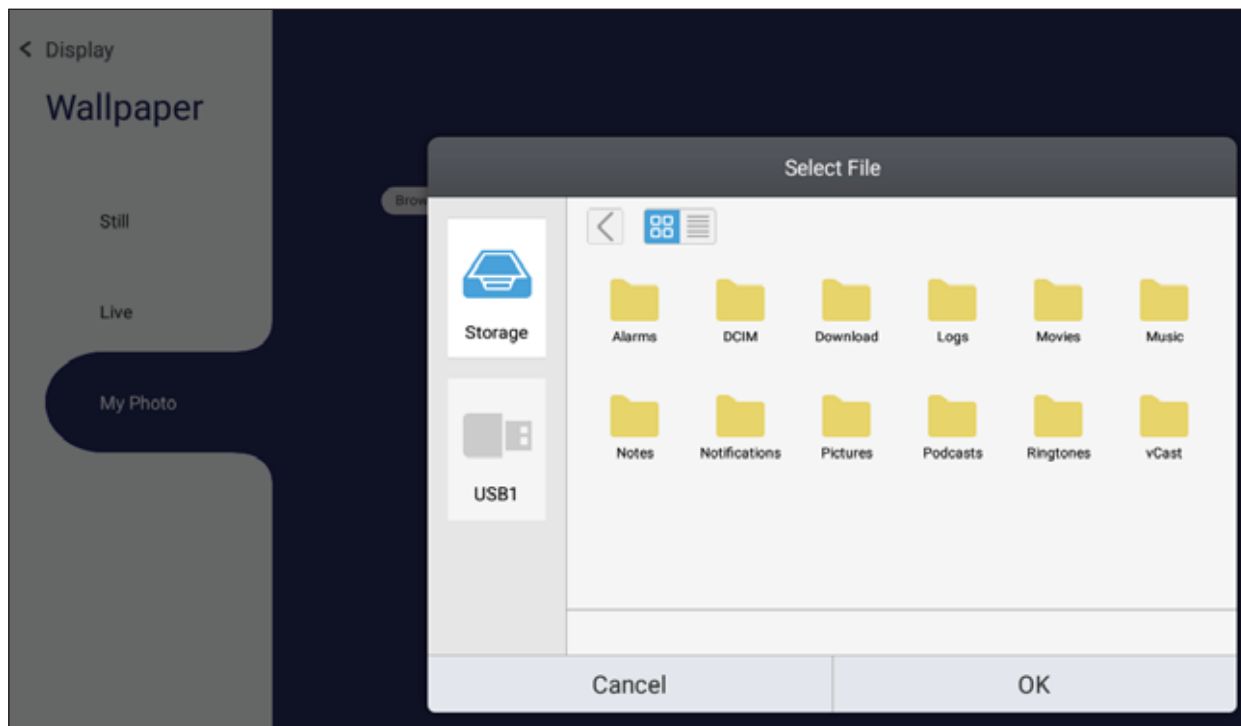 Display
Wallpaper
Still
Live
My Photo
Brow
Select File
Storage
USB1
Alarms DCIM Download Logs Movies Music
Notes Notifications Pictures Podcasts Ringtones vCast
Cancel OK